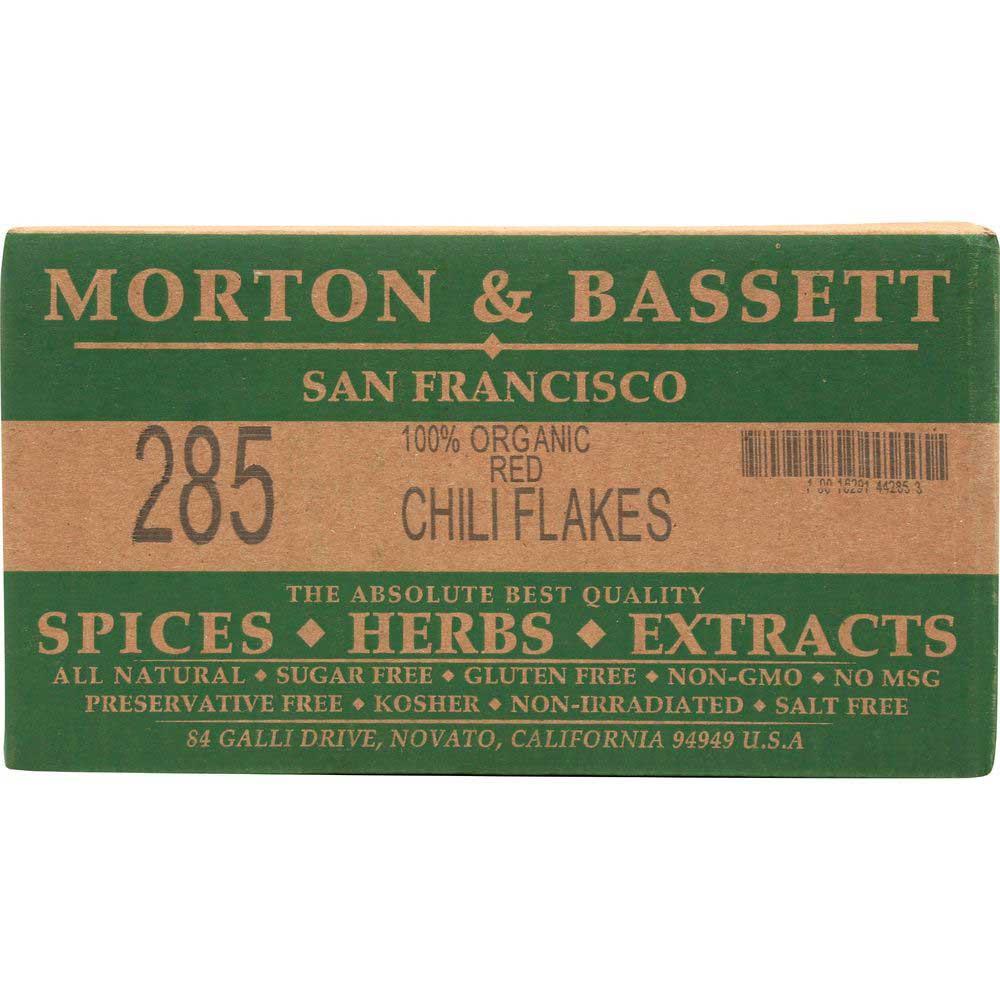 MORTON & BASSETT
SAN FRANCISCO
285
100% ORGANIC
RED
CHILI FLAKES
1 00 16291 44285 3
THE ABSOLUTE BEST QUALITY
SPICES ◆ HERBS ◆ EXTRACTS
ALL NATURAL ◆ SUGAR FREE ◆ GLUTEN FREE ◆ NON-GMO ◆ NO MSG
PRESERVATIVE FREE ◆ KOSHER ◆ NON-IRRADIATED ◆ SALT FREE
84 GALLI DRIVE, NOVATO, CALIFORNIA 94949 U.S.A